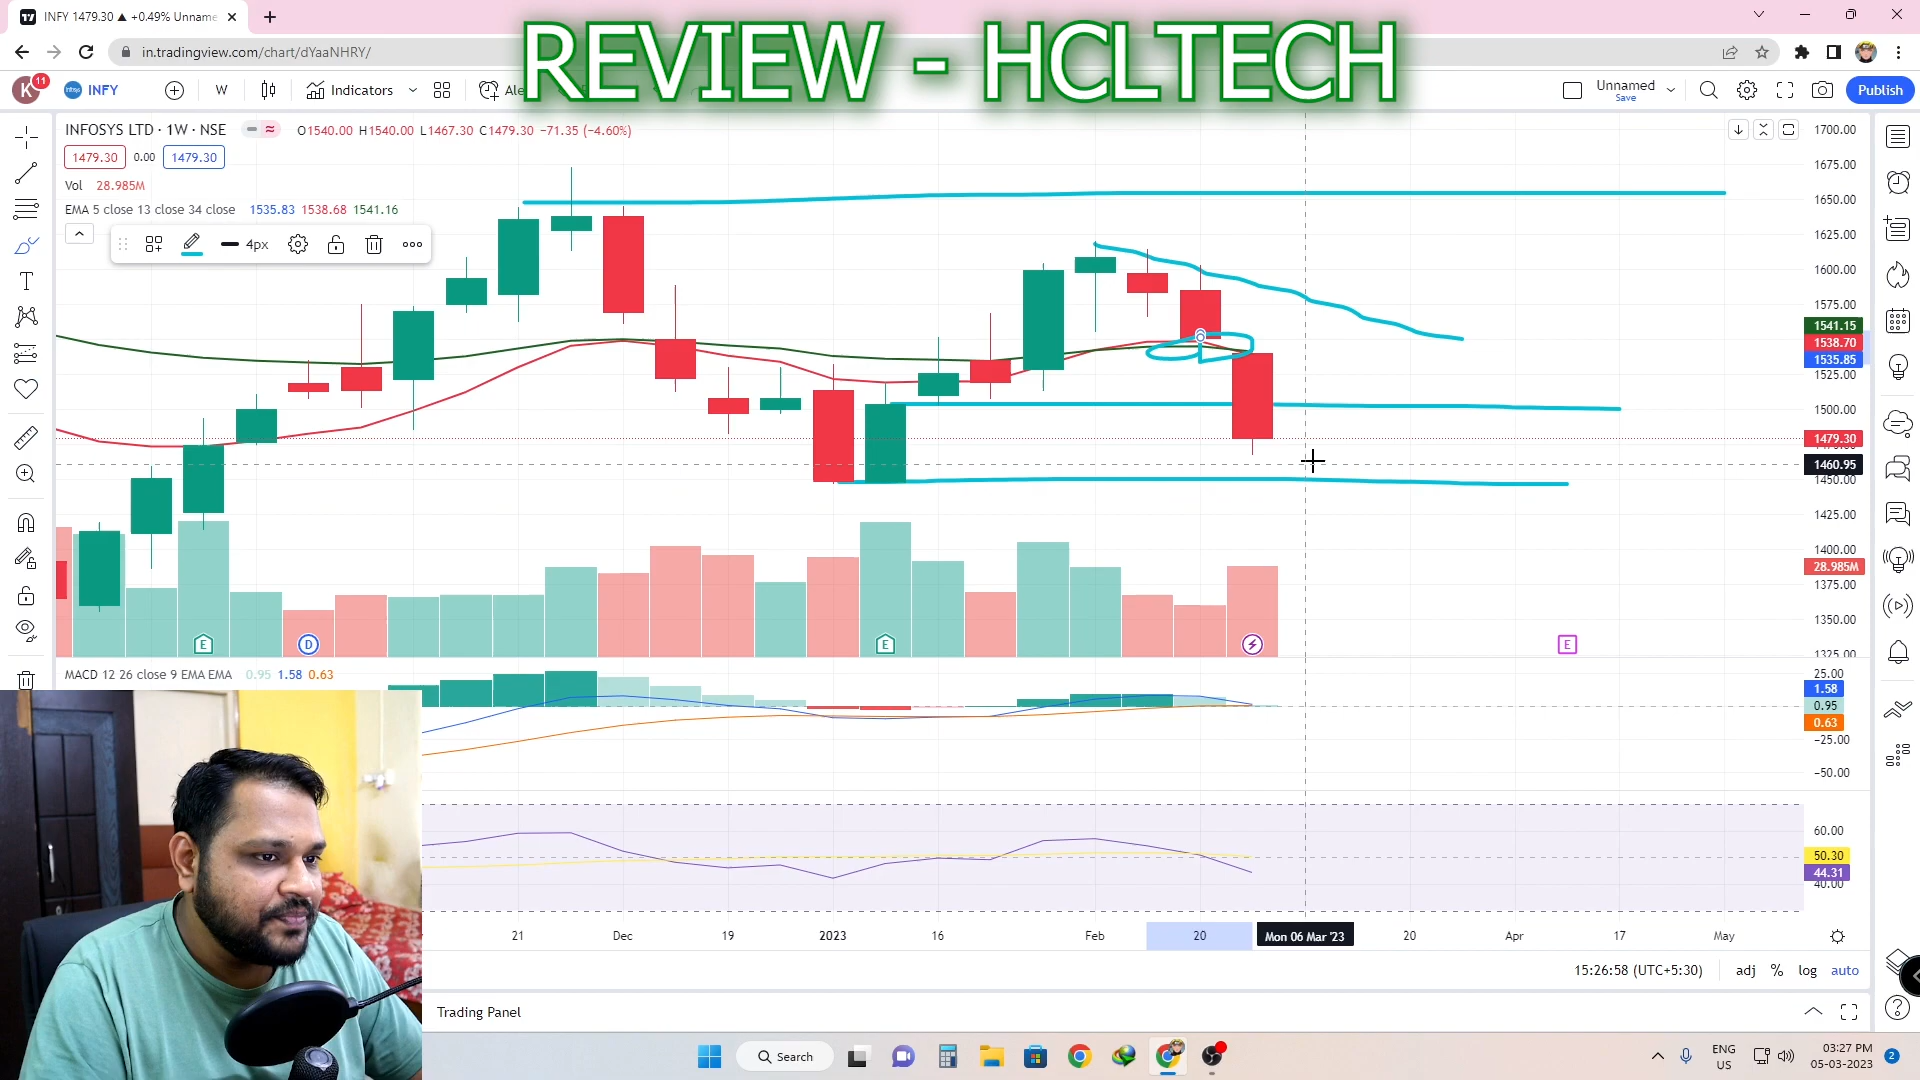 INFY 1479.30 ▲ +0.49% Unname
REVIEW - HCLTECH
in.tradingview.com/chart/dYaaNHRY/
K 11 INFY W Indicators Ale Unnamed Save Publish
INFOSYS LTD · 1W · NSE O1540.00 H1540.00 L1467.30 C1479.30 −71.35 (−4.60%)
1479.30 0.00 1479.30
Vol 28.985M
EMA 5 close 13 close 34 close 1535.83 1538.68 1541.16
4px
1700.00
1675.00
1650.00
1625.00
1600.00
1575.00
1541.15
1538.70
1535.85
1525.00
1500.00
1479.30
1460.95
1450.00
1425.00
1400.00
28.985M
1375.00
1350.00
1325.00
E D E E
MACD 12 26 close 9 EMA EMA 0.95 1.58 0.63
25.00
1.58
0.95
0.63
−25.00
−50.00
60.00
50.30
44.31
40.00
21 Dec 19 2023 16 Feb 20 Mon 06 Mar '23 20 Apr 17 May
15:26:58 (UTC+5:30) adj % log auto
Trading Panel
Search
ENG
US
03:27 PM
05-03-2023
2